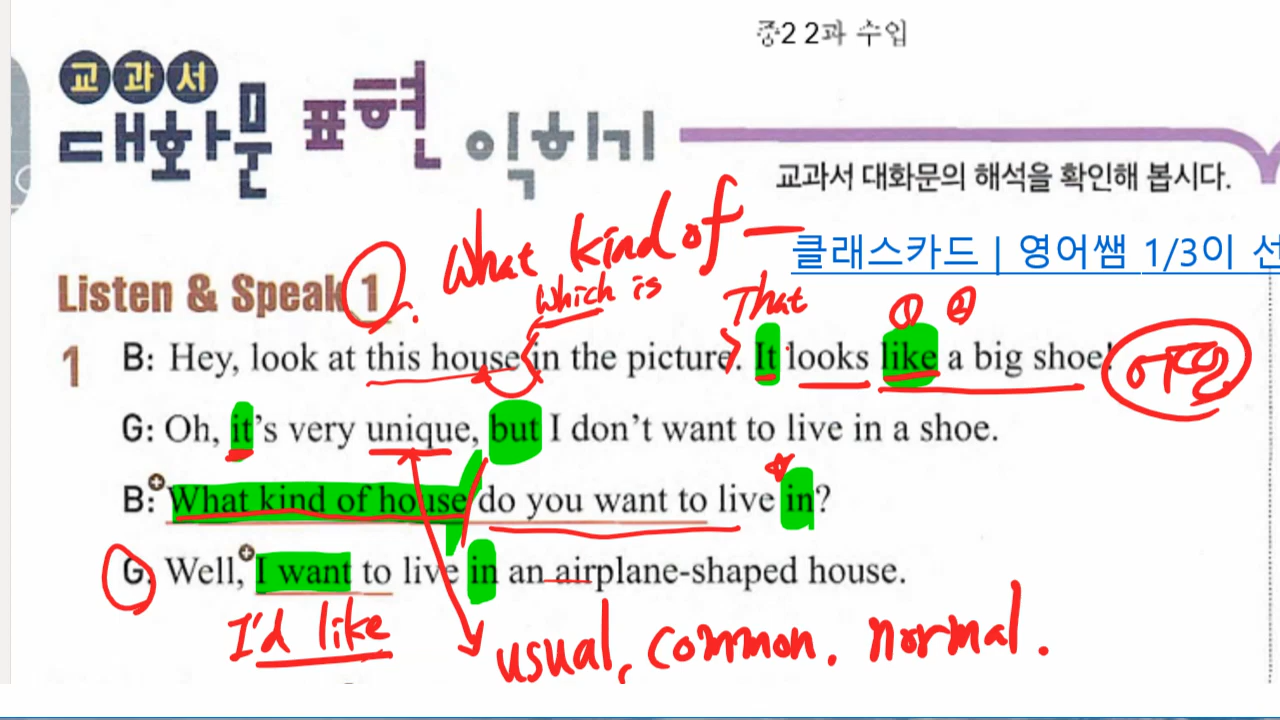 중2 2과 수업
교과서
대화문 표현 익히기
교과서 대화문의 해석을 확인해 봅시다.
What kind of —
클래스카드 | 영어쌤 1/3이 선
Listen & Speak 1
which is
That
① ②
1 B: Hey, look at this house in the picture. It looks like a big shoe!
G: Oh, it's very unique, but I don't want to live in a shoe.
B: What kind of house do you want to live in?
G: Well, I want to live in an airplane-shaped house.
I'd like
usual, common. normal.